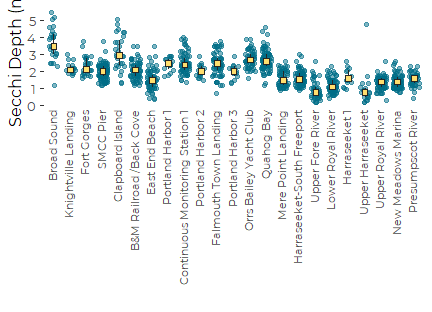 Secchi Depth (m
5
4
3
2
1
0
Broad Sound
Knightville Landing
Fort Gorges
SMCC Pier
Clapboard Island
B&M Railroad / Back Cove
East End Beach
Portland Harbor 1
Continuous Monitoring Station 1
Portland Harbor 2
Falmouth Town Landing
Portland Harbor 3
Orrs Bailey Yacht Club
Quahog Bay
Mere Point Landing
Harraseeket-South Freeport
Upper Fore River
Lower Royal River
Harraseeket 1
Upper Harraseeket
Upper Royal River
New Meadows Marina
Presumpscot River